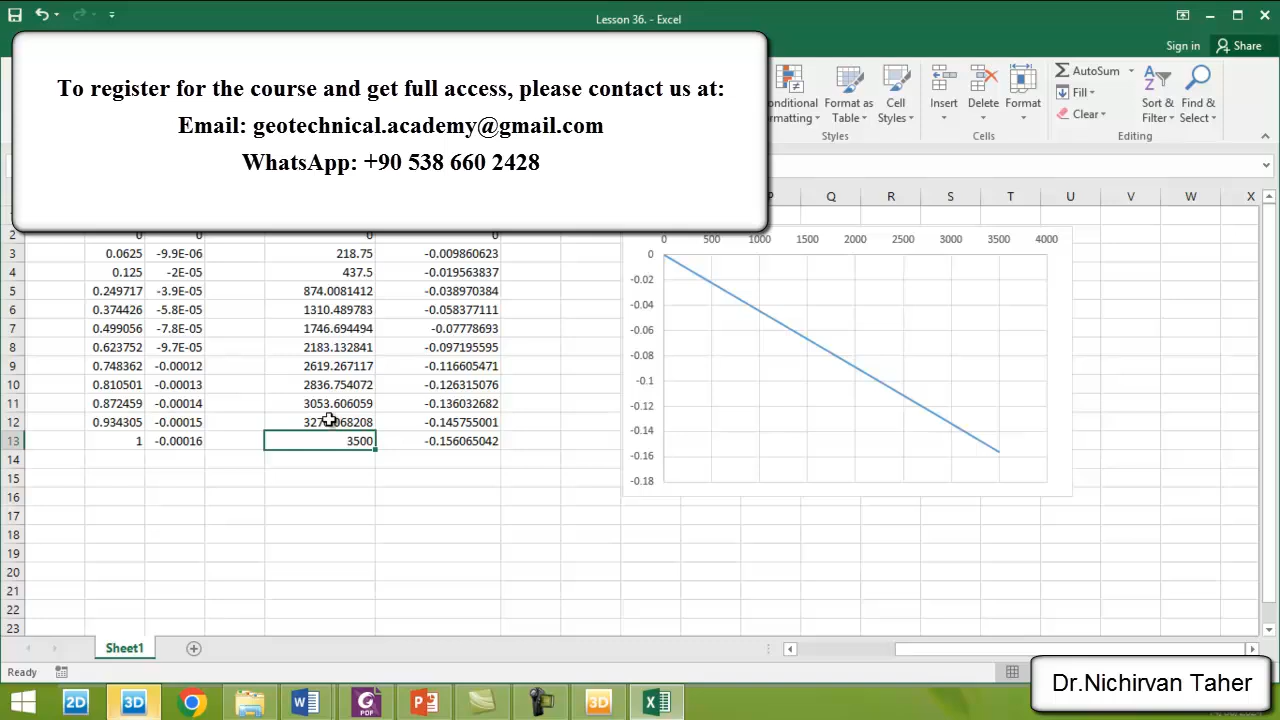 Lesson 36. - Excel
Sign in
Share
To register for the course and get full access, please contact us at:
Email: geotechnical.academy@gmail.com
WhatsApp: +90 538 660 2428
Format as
Table
Cell
Styles
Insert
Delete
Format
AutoSum
Fill
Clear
Sort &
Filter
Find &
Select
Styles
Cells
Editing
Q R S T U V W X
2 0 0 0 0
3 0.0625 -9.9E-06 218.75 -0.009860623
4 0.125 -2E-05 437.5 -0.019563837
5 0.249717 -3.9E-05 874.0081412 -0.038970384
6 0.374426 -5.8E-05 1310.489783 -0.058377111
7 0.499056 -7.8E-05 1746.694494 -0.07778693
8 0.623752 -9.7E-05 2183.132841 -0.097195595
9 0.748362 -0.00012 2619.267117 -0.116605471
10 0.810501 -0.00013 2836.754072 -0.126315076
11 0.872459 -0.00014 3053.606059 -0.136032682
12 0.934305 -0.00015 -0.145755001
13 1 -0.00016 3500 -0.156065042
14
15
16
17
18
19
20
21
22
23
0 500 1000 1500 2000 2500 3000 3500 4000
0
-0.02
-0.04
-0.06
-0.08
-0.1
-0.12
-0.14
-0.16
-0.18
Sheet1
Ready
Dr.Nichirvan Taher
2D
3D
3D